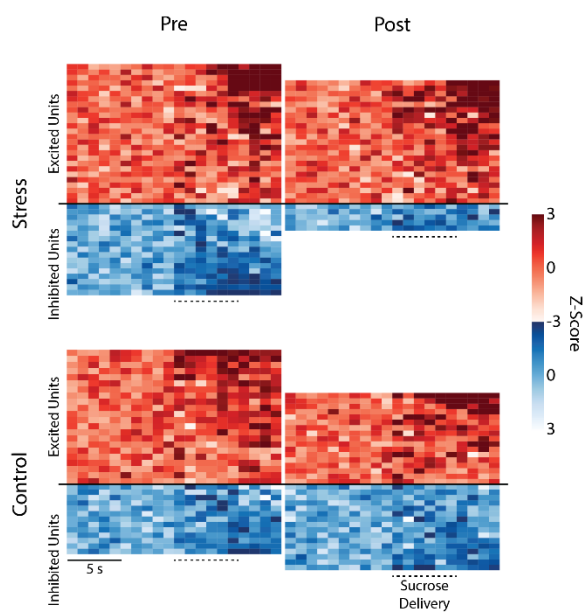 Pre
Post
Stress
Excited Units
Inhibited Units
3
0
-3
0
3
Z-Score
Control
Excited Units
Inhibited Units
5 s
Sucrose
Delivery